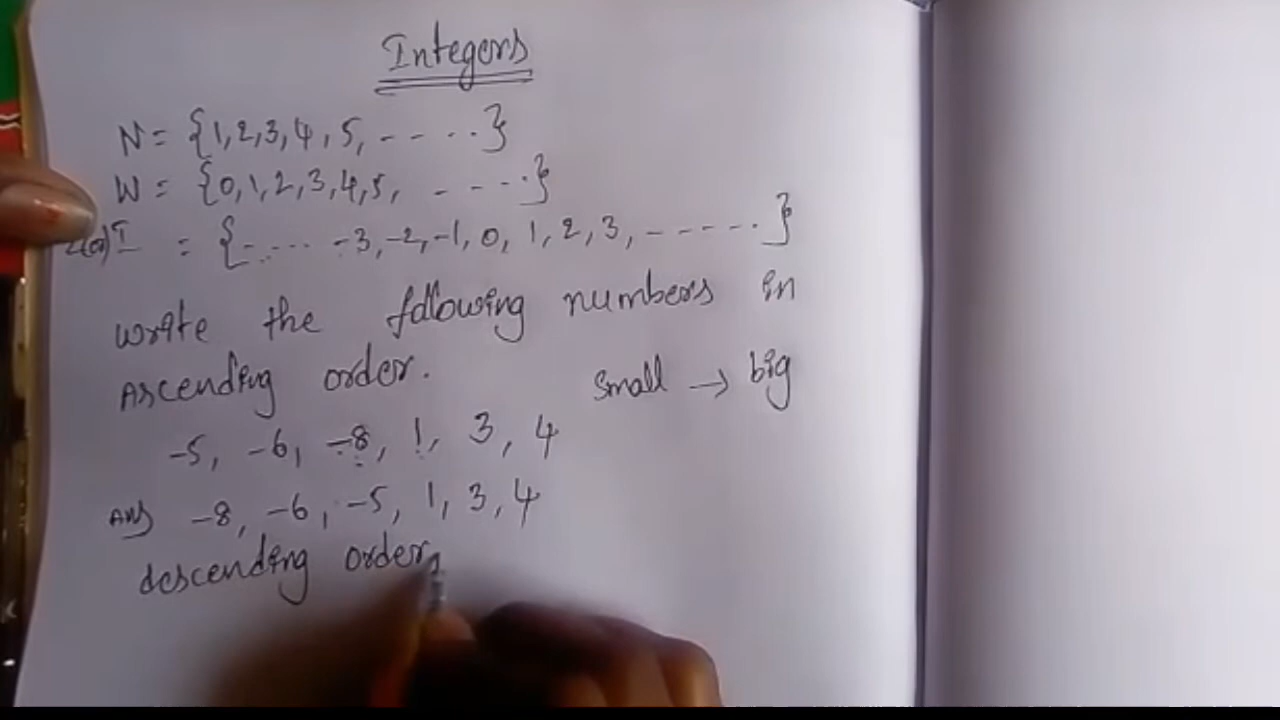 Integers
N = {1, 2, 3, 4, 5, - - - . . }
W = {0, 1, 2, 3, 4, 5, - - - - . }
Z(or) I = {- . . . . . -3, -2, -1, 0, 1, 2, 3, - - - - - . . }
write the following numbers in
Ascending order. small → big
-5, -6, -8, 1, 3, 4
Ans -8, -6, -5, 1, 3, 4
descending order